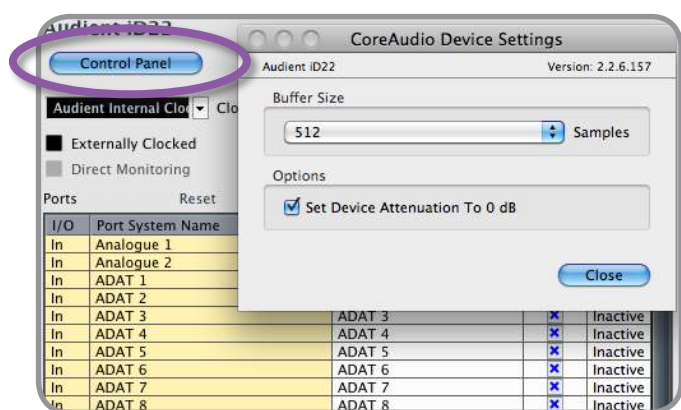 Audient iD22
Control Panel
Audient Internal Cloc
Clo
Externally Clocked
Direct Monitoring
Ports
Reset
I/O Port System Name
In Analogue 1
In Analogue 2
In ADAT 1
In ADAT 2
In ADAT 3 ADAT 3 Inactive
In ADAT 4 ADAT 4 Inactive
In ADAT 5 ADAT 5 Inactive
In ADAT 6 ADAT 6 Inactive
In ADAT 7 ADAT 7 Inactive
In ADAT 8 ADAT 8 Inactive
CoreAudio Device Settings
Audient iD22 Version: 2.2.6.157
Buffer Size
512 Samples
Options
Set Device Attenuation To 0 dB
Close